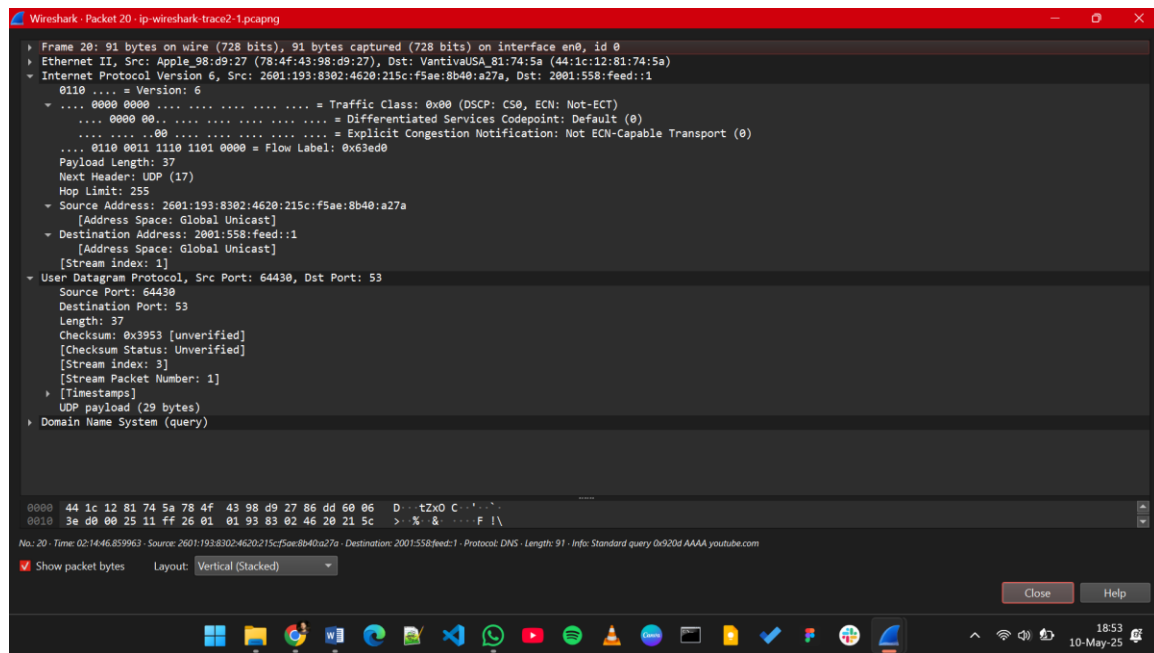 Wireshark · Packet 20 · ip-wireshark-trace2-1.pcapng
Frame 20: 91 bytes on wire (728 bits), 91 bytes captured (728 bits) on interface en0, id 0
Ethernet II, Src: Apple_98:d9:27 (78:4f:43:98:d9:27), Dst: VantivaUSA_81:74:5a (44:1c:12:81:74:5a)
Internet Protocol Version 6, Src: 2601:193:8302:4620:215c:f5ae:8b40:a27a, Dst: 2001:558:feed::1
0110 .... = Version: 6
.... 0000 0000 .... .... .... .... .... = Traffic Class: 0x00 (DSCP: CS0, ECN: Not-ECT)
.... 0000 00.. .... .... .... .... .... = Differentiated Services Codepoint: Default (0)
.... .... ..00 .... .... .... .... .... = Explicit Congestion Notification: Not ECN-Capable Transport (0)
.... 0110 0011 1110 1101 0000 = Flow Label: 0x63ed0
Payload Length: 37
Next Header: UDP (17)
Hop Limit: 255
Source Address: 2601:193:8302:4620:215c:f5ae:8b40:a27a
[Address Space: Global Unicast]
Destination Address: 2001:558:feed::1
[Address Space: Global Unicast]
[Stream index: 1]
User Datagram Protocol, Src Port: 64430, Dst Port: 53
Source Port: 64430
Destination Port: 53
Length: 37
Checksum: 0x3953 [unverified]
[Checksum Status: Unverified]
[Stream index: 3]
[Stream Packet Number: 1]
[Timestamps]
UDP payload (29 bytes)
Domain Name System (query)
0000 44 1c 12 81 74 5a 78 4f 43 98 d9 27 86 dd 60 06 D···tZxO C··'··`·
0010 3e d0 00 25 11 ff 26 01 01 93 83 02 46 20 21 5c >··%··&· ····F !\
No.: 20 · Time: 02:14:46.859963 · Source: 2601:193:8302:4620:215c:f5ae:8b40:a27a · Destination: 2001:558:feed::1 · Protocol: DNS · Length: 91 · Info: Standard query 0x920d AAAA youtube.com
Show packet bytes Layout: Vertical (Stacked)
Close Help
Canva
18:53
10-May-25